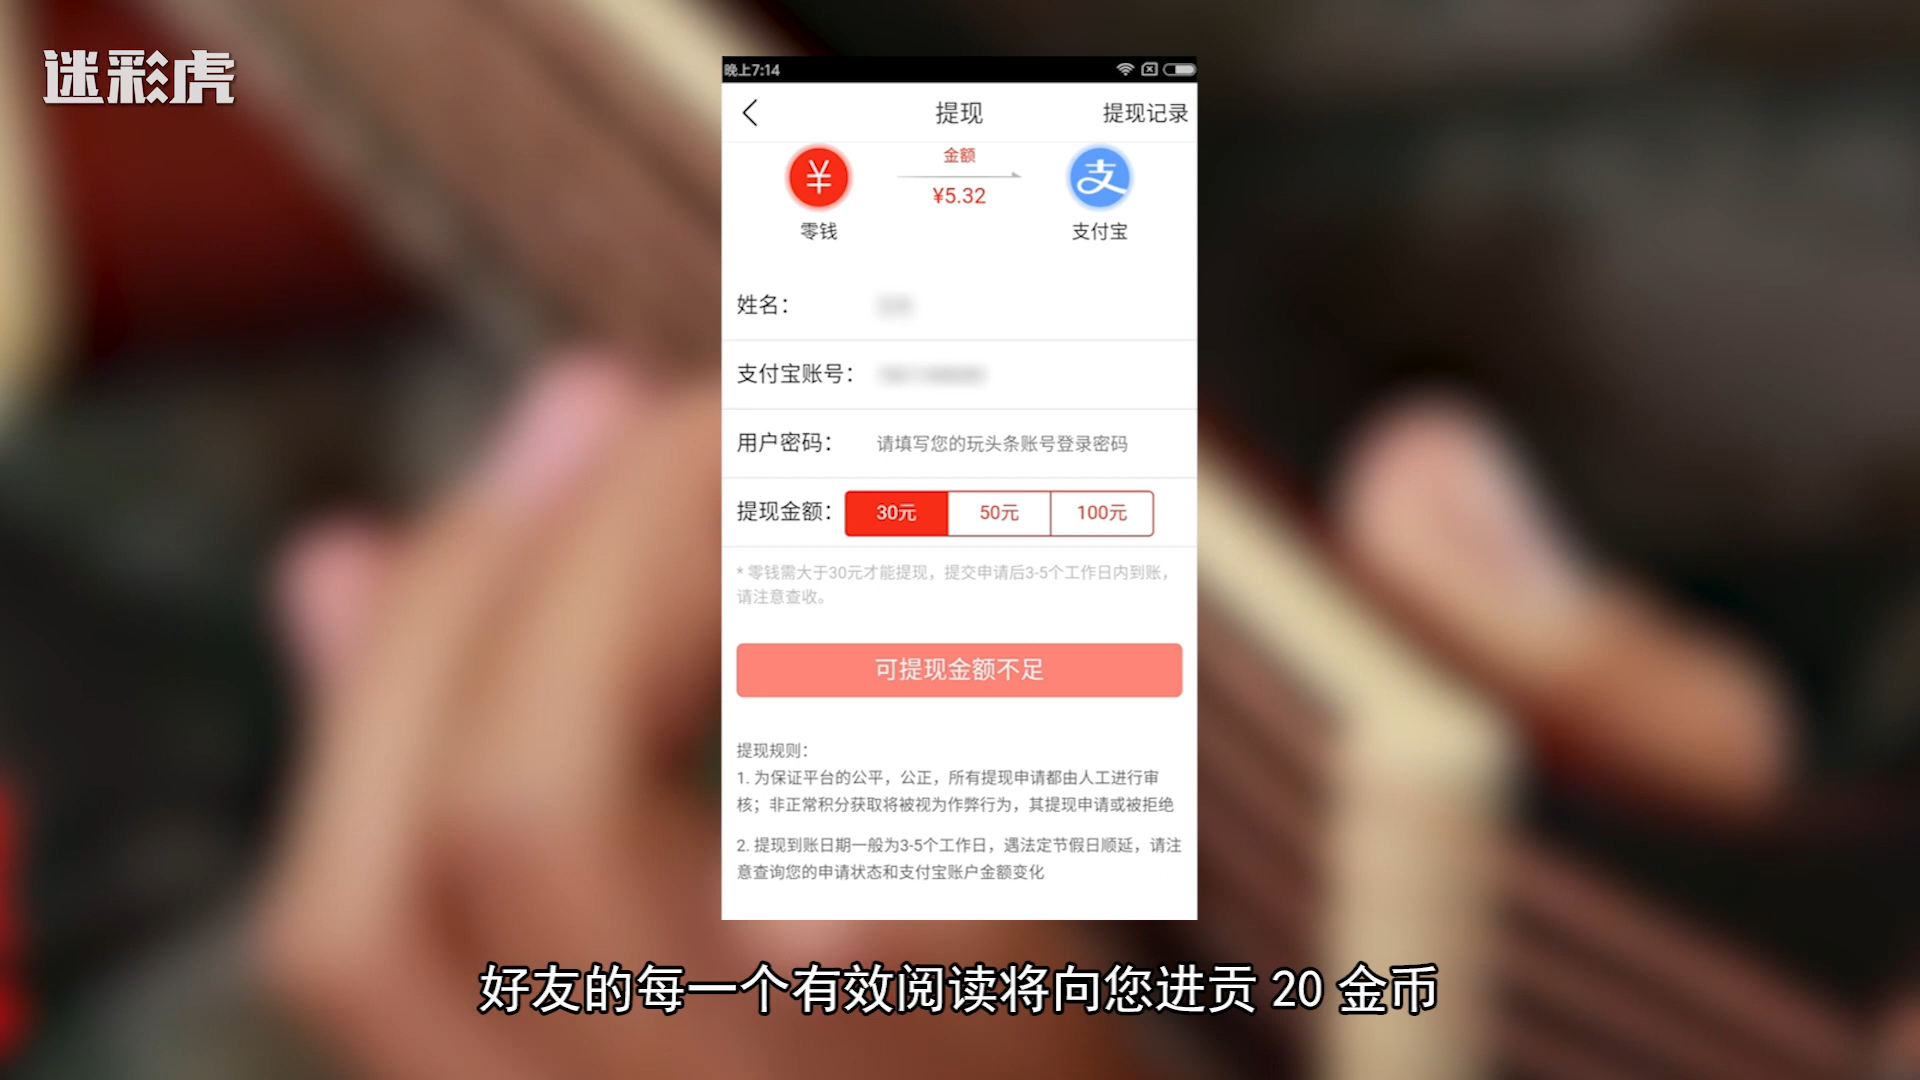 迷彩虎
晚上7:14
提现
提现记录
金额
¥5.32
零钱
支付宝
姓名：
支付宝账号：
用户密码： 请填写您的玩头条账号登录密码
提现金额： 30元 50元 100元
* 零钱需大于30元才能提现，提交申请后3-5个工作日内到账，
请注意查收。
可提现金额不足
提现规则：
1. 为保证平台的公平，公正，所有提现申请都由人工进行审
核；非正常积分获取将被视为作弊行为，其提现申请或被拒绝
2. 提现到账日期一般为3-5个工作日，遇法定节假日顺延，请注
意查询您的申请状态和支付宝账户金额变化
好友的每一个有效阅读将向您进贡 20 金币